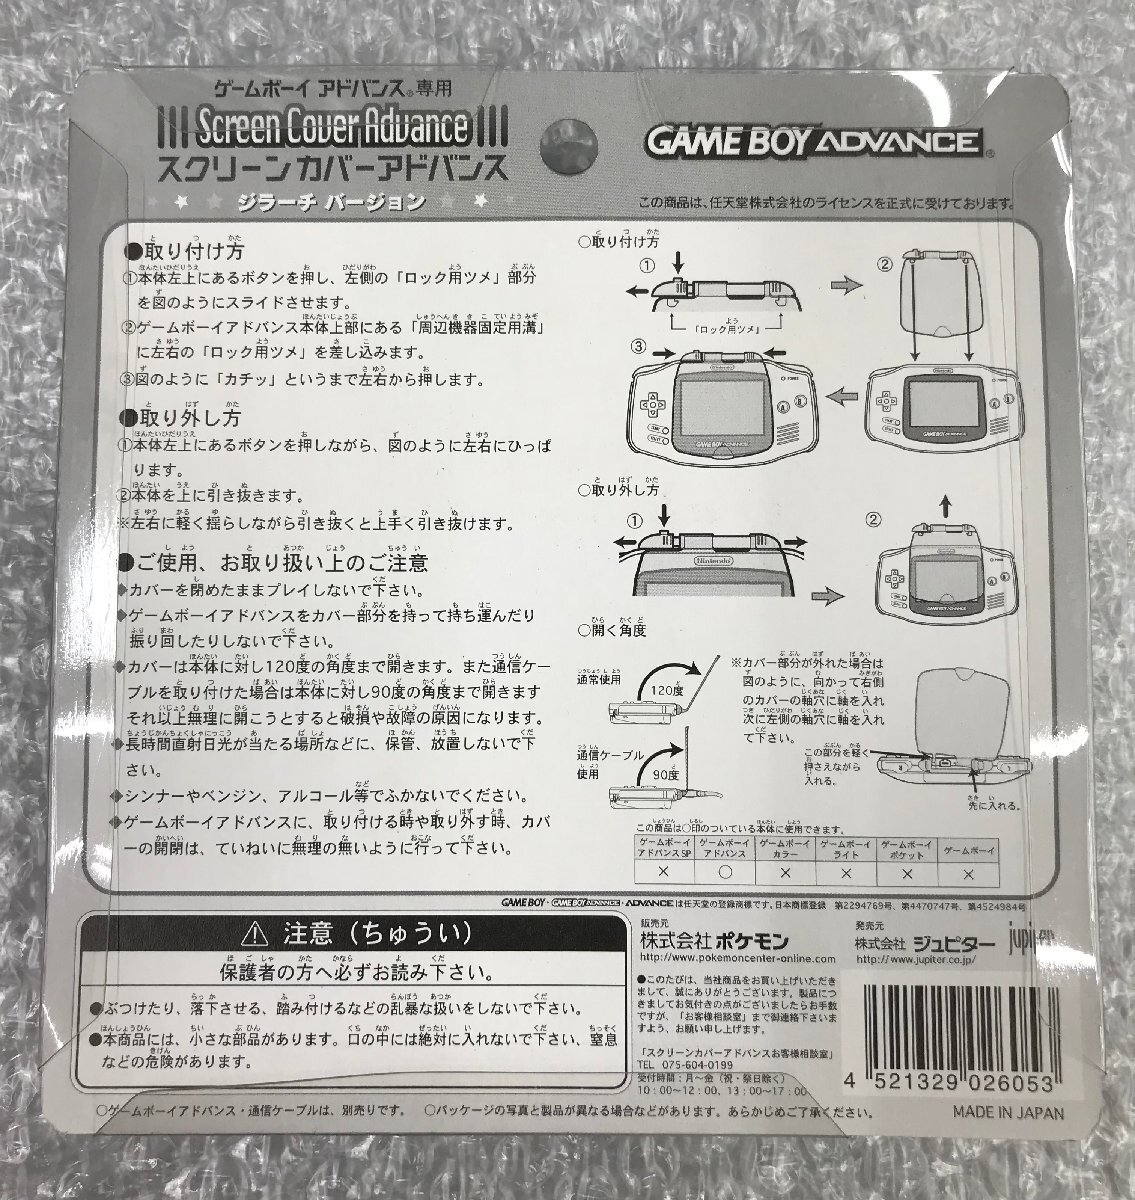 ゲームボーイ アドバンス®専用
Screen Cover Advance
スクリーンカバーアドバンス
ジラーチ バージョン
GAME BOY ADVANCE®
この商品は、任天堂株式会社のライセンスを正式に受けております。
●取り付け方
①本体左上にあるボタンを押し、左側の「ロック用ツメ」部分
を図のようにスライドさせます。
②ゲームボーイアドバンス本体上部にある「周辺機器固定用溝」
に左右の「ロック用ツメ」を差し込みます。
③図のように「カチッ」というまで左右から押します。
●取り外し方
①本体左上にあるボタンを押しながら、図のように左右にひっぱ
ります。
②本体を上に引き抜きます。
※左右に軽く揺らしながら引き抜くと上手く引き抜けます。
●ご使用、お取り扱い上のご注意
◆カバーを閉めたままプレイしないで下さい。
◆ゲームボーイアドバンスをカバー部分を持って持ち運んだり
振り回したりしないで下さい。
◆カバーは本体に対し120度の角度まで開きます。また通信ケー
ブルを取り付けた場合は本体に対し90度の角度まで開きます
それ以上無理に開こうとすると破損や故障の原因になります。
◆長時間直射日光が当たる場所などに、保管、放置しないで下
さい。
◆シンナーやベンジン、アルコール等でふかないでください。
◆ゲームボーイアドバンスに、取り付ける時や取り外す時、カバ
ーの開閉は、ていねいに無理の無いように行って下さい。
○取り付け方
①
②
「ロック用ツメ」
③
Nintendo
GAME BOY ADVANCE
GAME BOY ADVANCE
○取り外し方
①
②
Nintendo
GAME BOY ADVANCE
○開く角度
通常使用
120度
通信ケーブル
使用
90度
※カバー部分が外れた場合は
図のように、向かって右側
のカバーの軸穴に軸を入れ
次に左側の軸穴に軸を入れ
て下さい。
この部分を軽く
押さえながら
入れる。
先に入れる。
この商品は○印のついている本体に使用できます。
ゲームボーイ アドバンスSP ゲームボーイ アドバンス ゲームボーイ カラー ゲームボーイ ライト ゲームボーイ ポケット ゲームボーイ
× ○ × × × ×
GAME BOY・GAME BOY ADVANCE・ADVANCEは任天堂の登録商標です。日本商標登録 第2294769号、第4470747号、第4524984号
⚠ 注意（ちゅうい）
保護者の方へ必ずお読み下さい。
●ぶつけたり、落下させる、踏み付けるなどの乱暴な扱いをしないで下さい。
●本商品には、小さな部品があります。口の中には絶対に入れないで下さい、窒息
などの危険があります。
販売元
株式会社 ポケモン
http://www.pokemoncenter-online.com
発売元
株式会社 ジュピター
http://www.jupiter.co.jp/
●このたびは、当社商品をお買い上げいただき
まして、誠にありがとうございます。製品につ
きましてお気付きの点がございましたらお手数
ですが、「お客様相談室」まで御連絡下さいま
すよう、お願い申し上げます。
「スクリーンカバーアドバンスお客様相談室」
TEL 075-604-0199
受付時間：月～金（祝・祭日除く）
10：00～12：00、13：00～17：00
4 521329 026053
○ゲームボーイアドバンス・通信ケーブルは、別売りです。 ○パッケージの写真と製品が異なる場合などがあります。あらかじめご了承ください。
MADE IN JAPAN